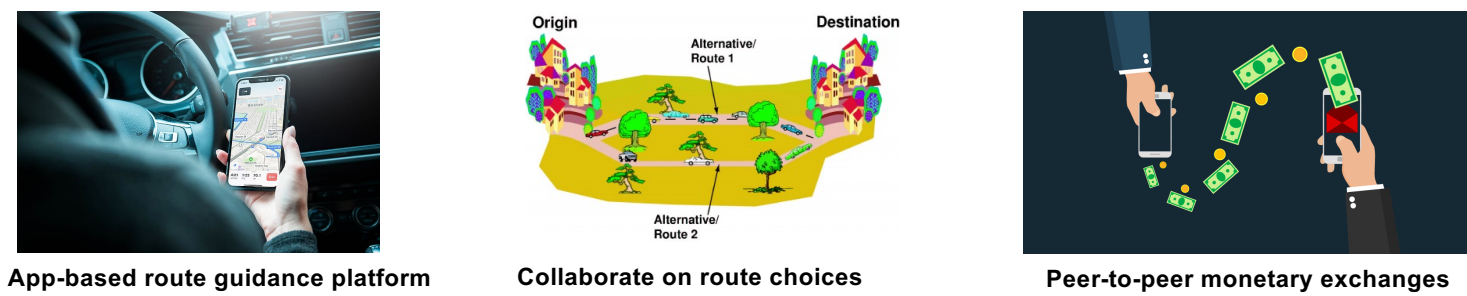 Origin
Destination
Alternative/
Route 1
Alternative/
Route 2
App-based route guidance platform
Collaborate on route choices
Peer-to-peer monetary exchanges